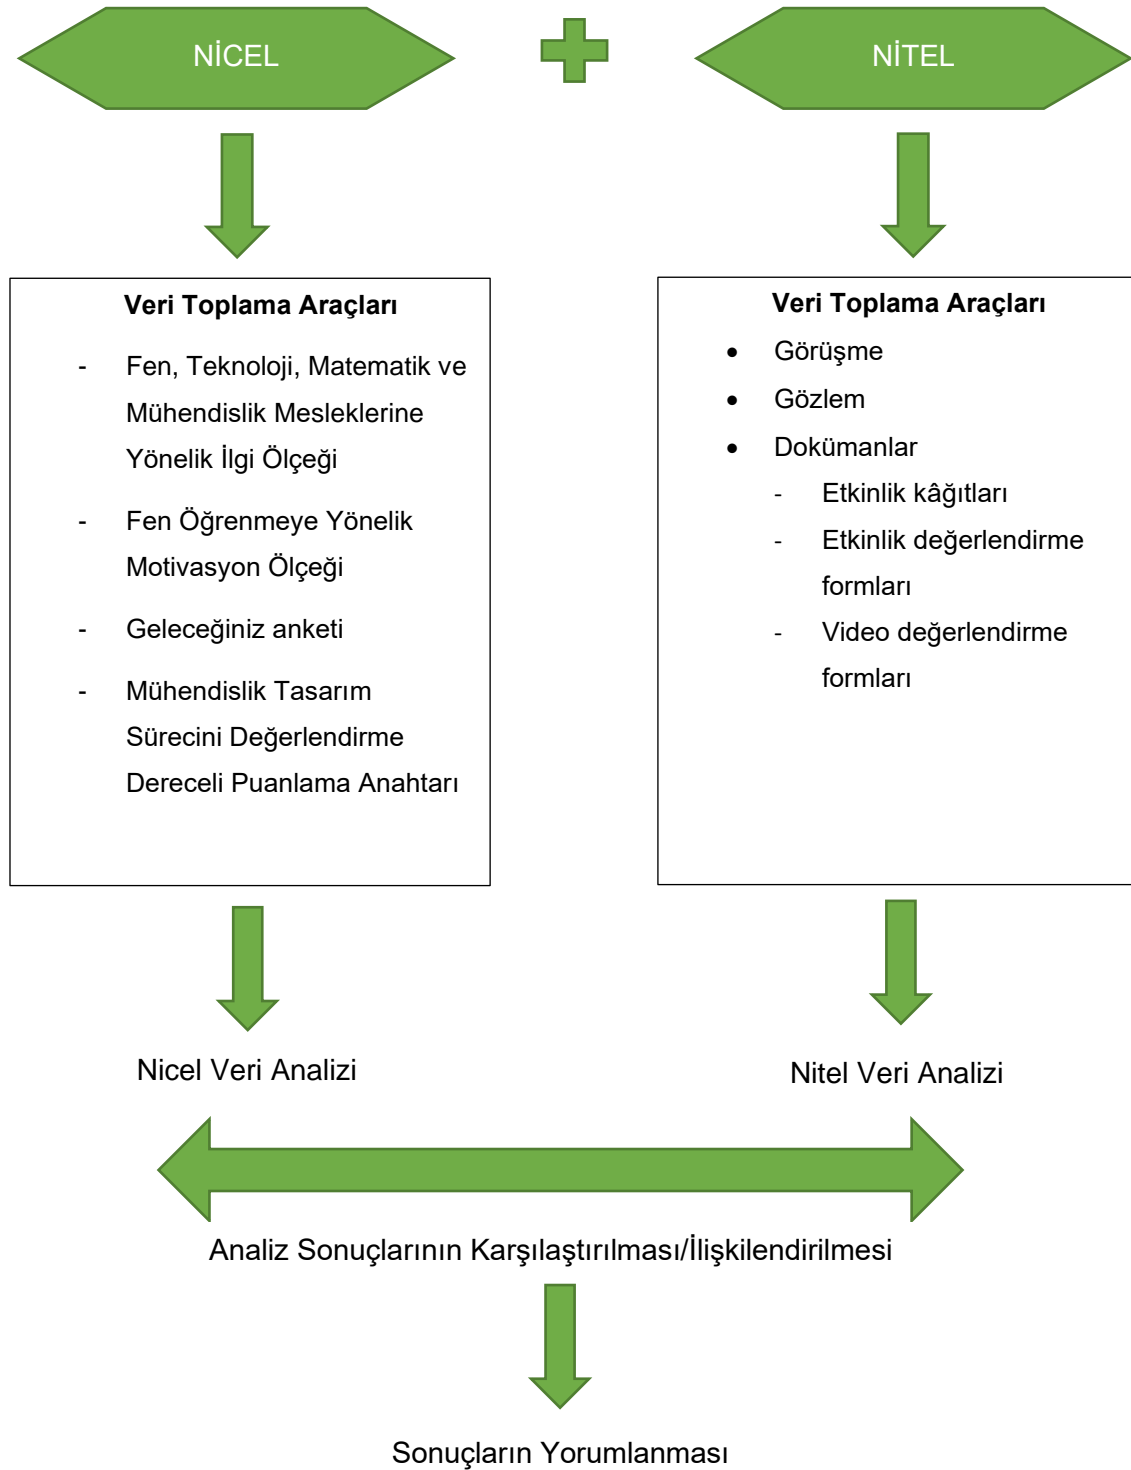 NİCEL
NİTEL
Veri Toplama Araçları
- Fen, Teknoloji, Matematik ve
Mühendislik Mesleklerine
Yönelik İlgi Ölçeği
- Fen Öğrenmeye Yönelik
Motivasyon Ölçeği
- Geleceğiniz anketi
- Mühendislik Tasarım
Sürecini Değerlendirme
Dereceli Puanlama Anahtarı
Veri Toplama Araçları
• Görüşme
• Gözlem
• Dokümanlar
- Etkinlik kâğıtları
- Etkinlik değerlendirme
formları
- Video değerlendirme
formları
Nicel Veri Analizi
Nitel Veri Analizi
Analiz Sonuçlarının Karşılaştırılması/İlişkilendirilmesi
Sonuçların Yorumlanması